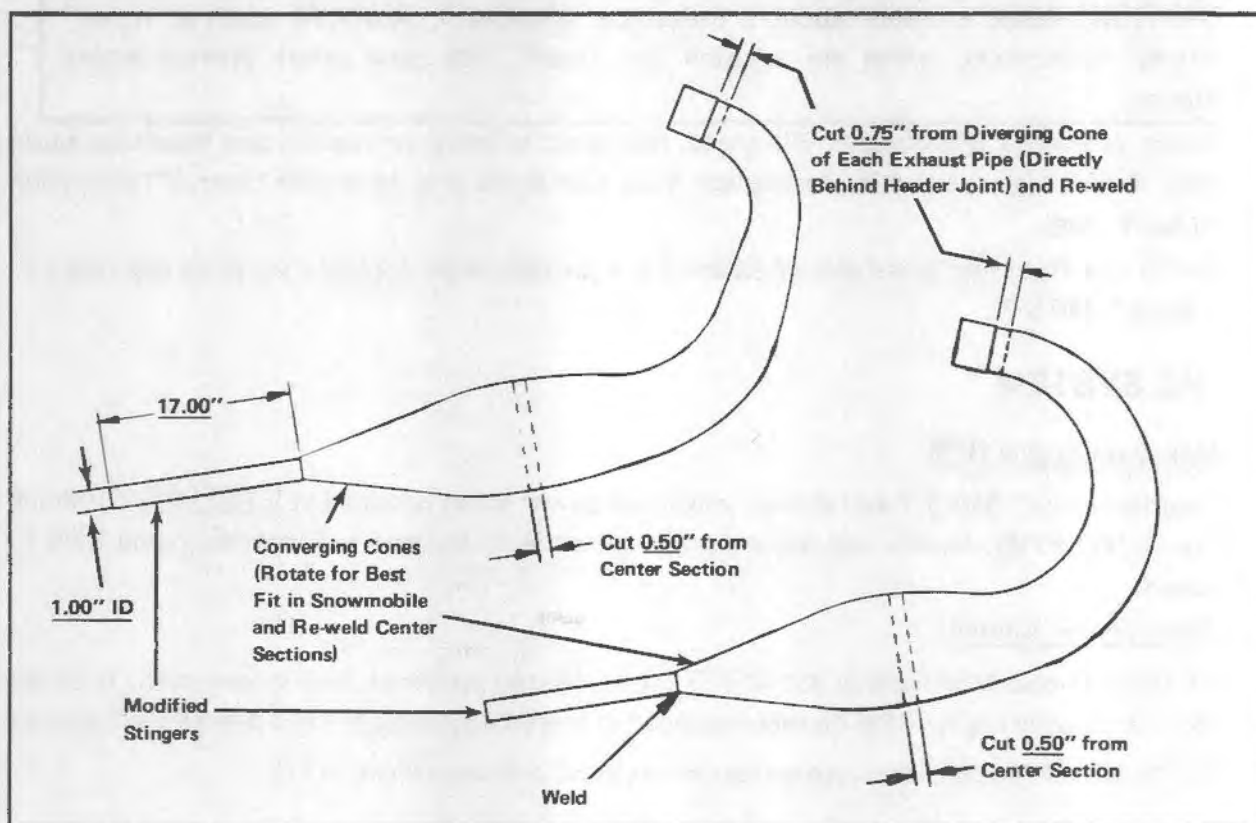 Cut 0.75″ from Diverging Cone
of Each Exhaust Pipe (Directly
Behind Header Joint) and Re-weld
17.00″
1.00″ ID
Converging Cones
(Rotate for Best
Fit in Snowmobile
and Re-weld Center
Sections)
Cut 0.50″ from
Center Section
Modified
Stingers
Weld
Cut 0.50″ from
Center Section